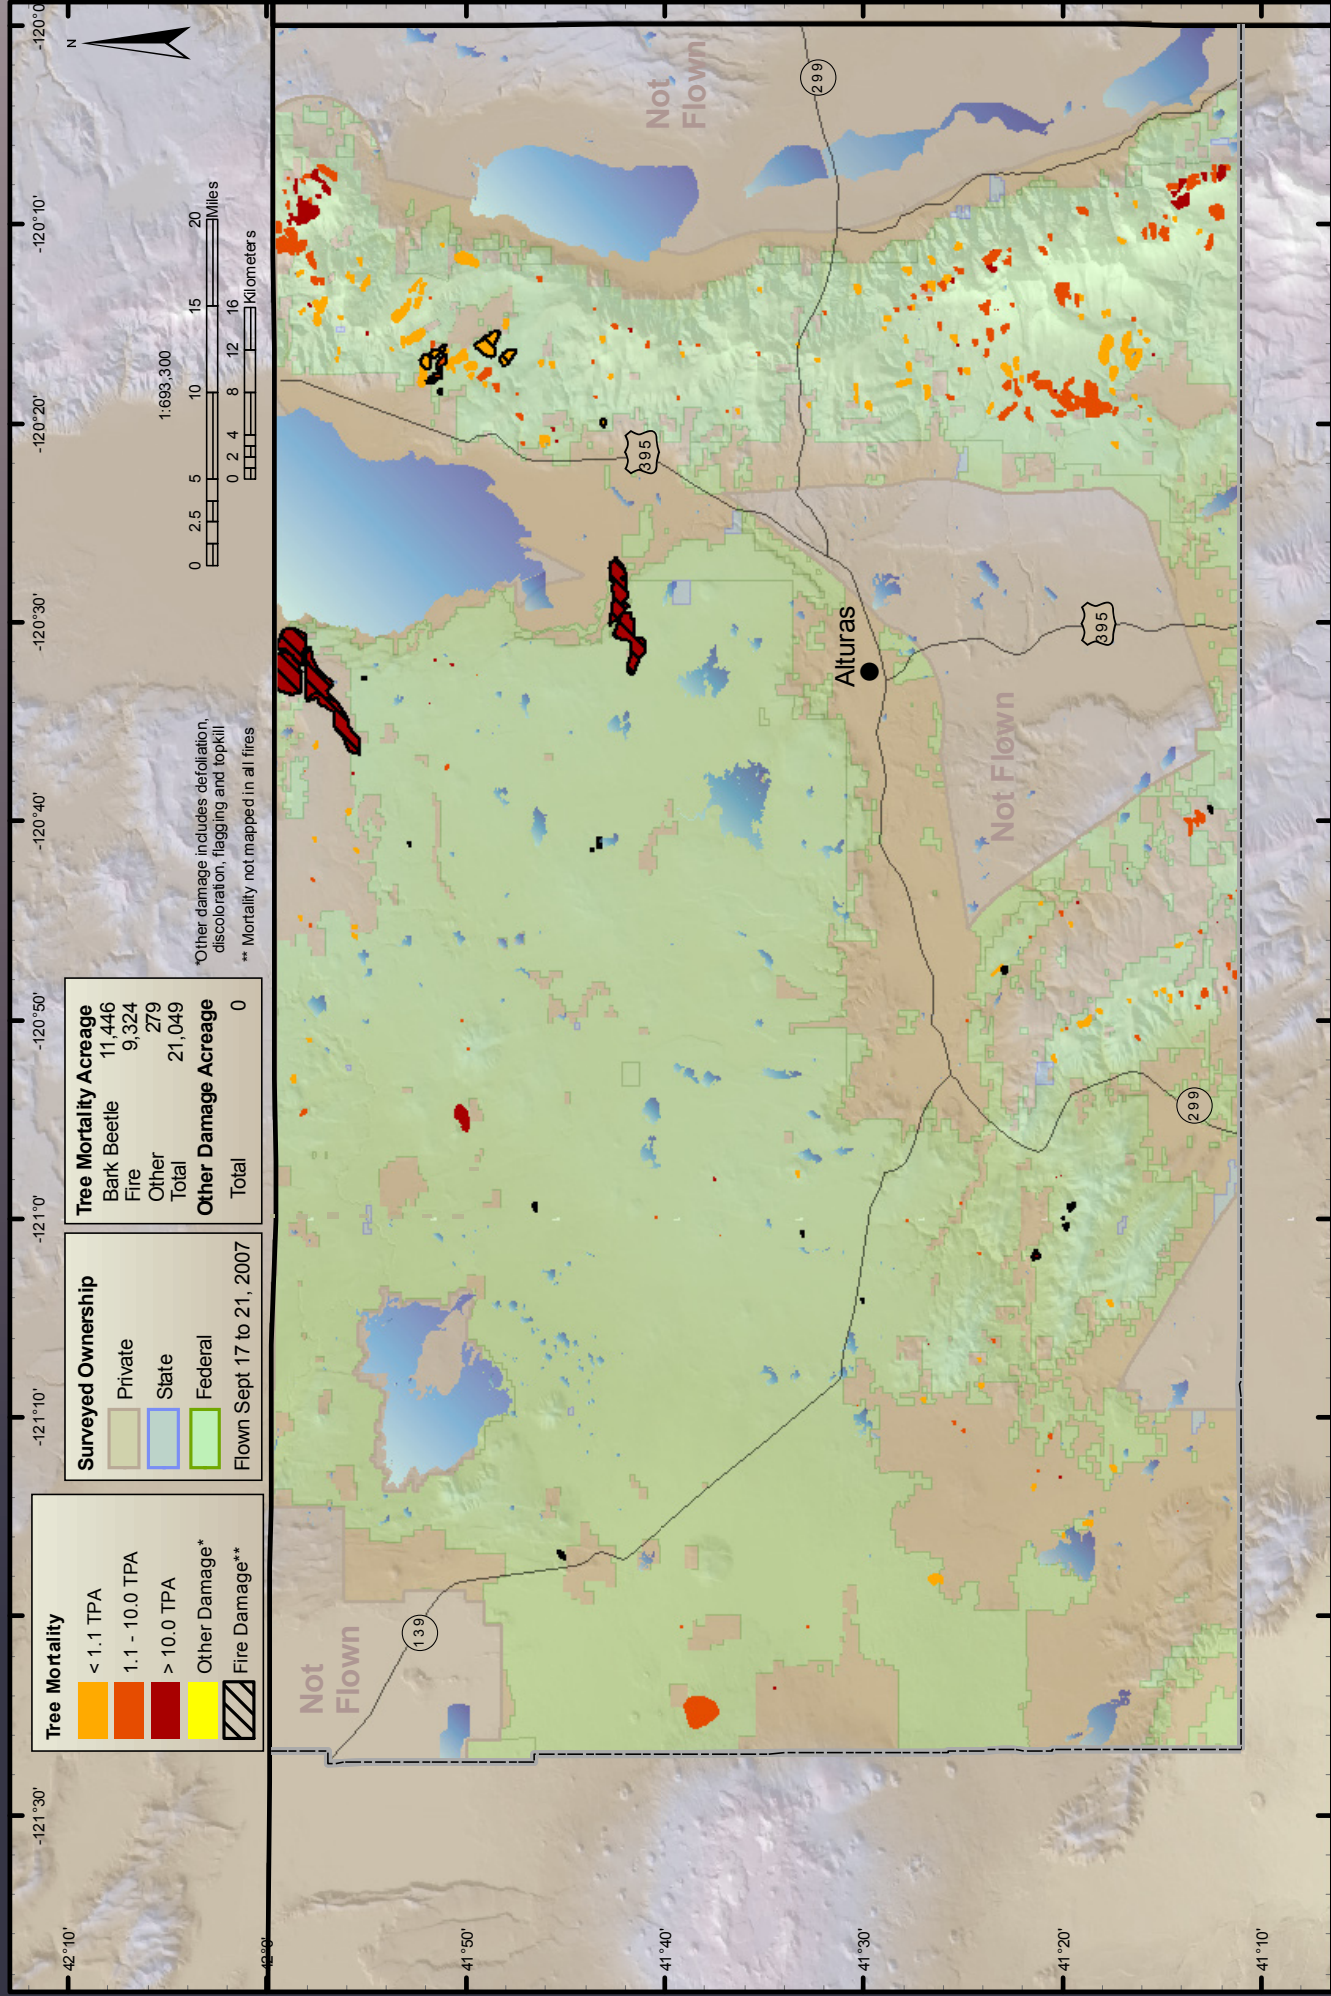 Tree Mortality
< 1.1 TPA
1.1 - 10.0 TPA
> 10.0 TPA
Other Damage*
Fire Damage**
Surveyed Ownership
Private
State
Federal
Flown Sept 17 to 21, 2007
Tree Mortality Acreage
Bark Beetle 11,446
Fire 9,324
Other 279
Total 21,049
Other Damage Acreage
Total 0
*Other damage includes defoliation,
discoloration, flagging and topkill
** Mortality not mapped in all fires
1:693,300
0 2.5 5 10 15 20
Miles
0 2 4 8 12 16
Kilometers
N
-121°30'
-121°10'
-121°0'
-120°50'
-120°40'
-120°30'
-120°20'
-120°10'
42°10'
41°50'
41°40'
41°30'
41°20'
41°10'
Not
Flown
139
Not
Flown
299
395
Alturas
395
Not Flown
299